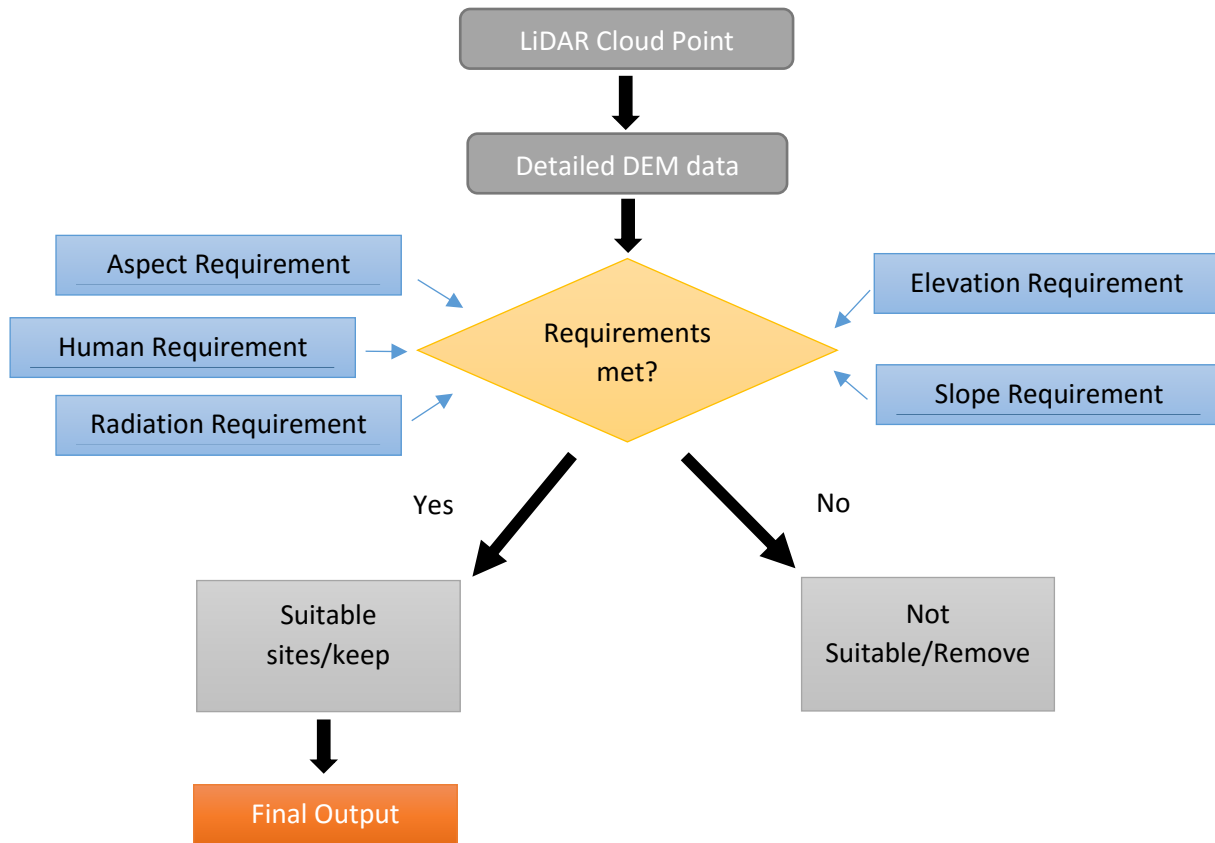 LiDAR Cloud Point
Detailed DEM data
Aspect Requirement
Elevation Requirement
Human Requirement
Requirements
met?
Slope Requirement
Radiation Requirement
Yes
No
Suitable
sites/keep
Not
Suitable/Remove
Final Output